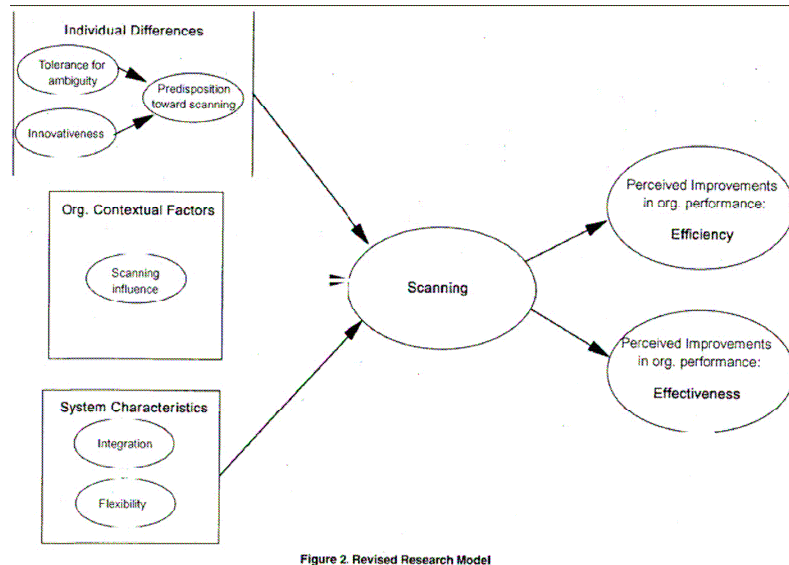 Individual Differences
Tolerance for
ambiguity
Predisposition
toward scanning
Innovativeness
Org. Contextual Factors
Scanning
influence
System Characteristics
Integration
Flexibility
Scanning
Perceived Improvements
in org. performance:
Efficiency
Perceived Improvements
in org. performance:
Effectiveness
Figure 2. Revised Research Model